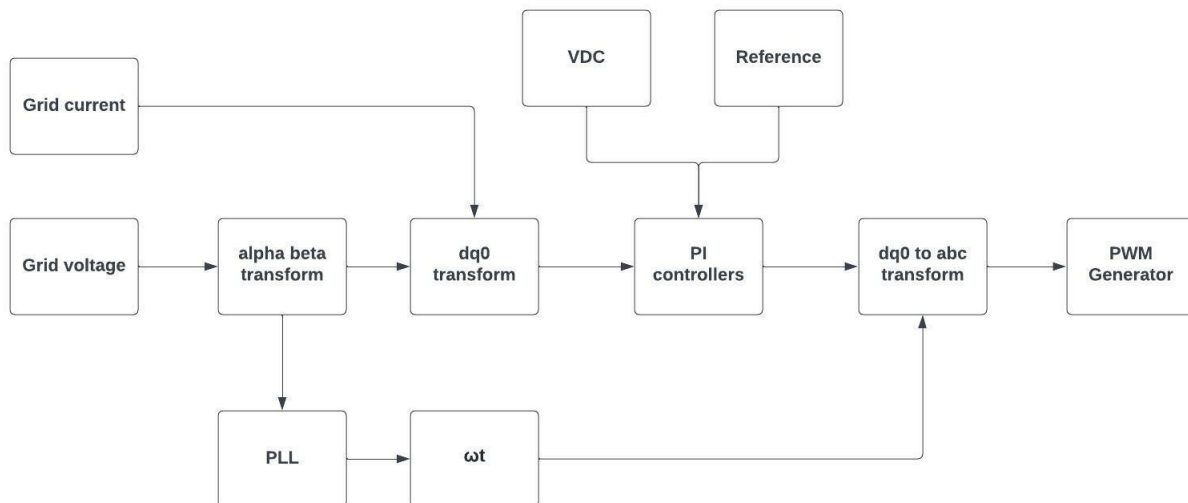 VDC
Reference
Grid current
Grid voltage
alpha beta
transform
dq0
transform
PI
controllers
dq0 to abc
transform
PWM
Generator
PLL
ωt